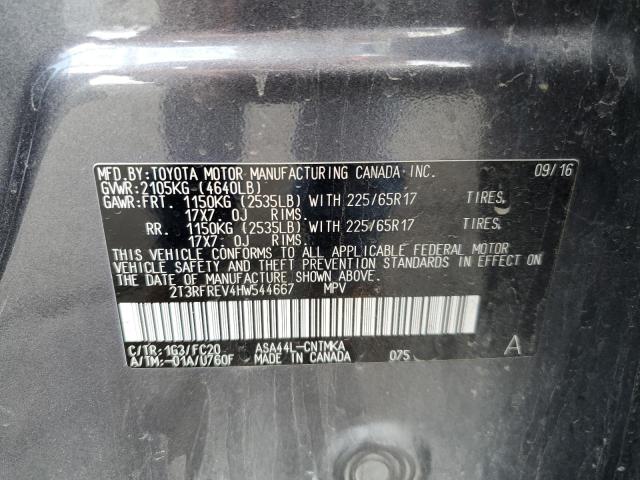 MFD.BY:TOYOTA MOTOR MANUFACTURING CANADA INC. 09/16
GVWR:2105KG (4640LB)
GAWR:FRT. 1150KG (2535LB) WITH 225/65R17 TIRES.
17X7. 0J RIMS.
RR. 1150KG (2535LB) WITH 225/65R17 TIRES.
17X7. 0J RIMS.
THIS VEHICLE CONFORMS TO ALL APPLICABLE FEDERAL MOTOR
VEHICLE SAFETY AND THEFT PREVENTION STANDARDS IN EFFECT ON
THE DATE OF MANUFACTURE SHOWN ABOVE.
2T3RFREV4HW544667 MPV
C/TR:1G3/FC20 ASA44L-CNTMKA
A/TM:-01A/U760F MADE IN CANADA 075 A